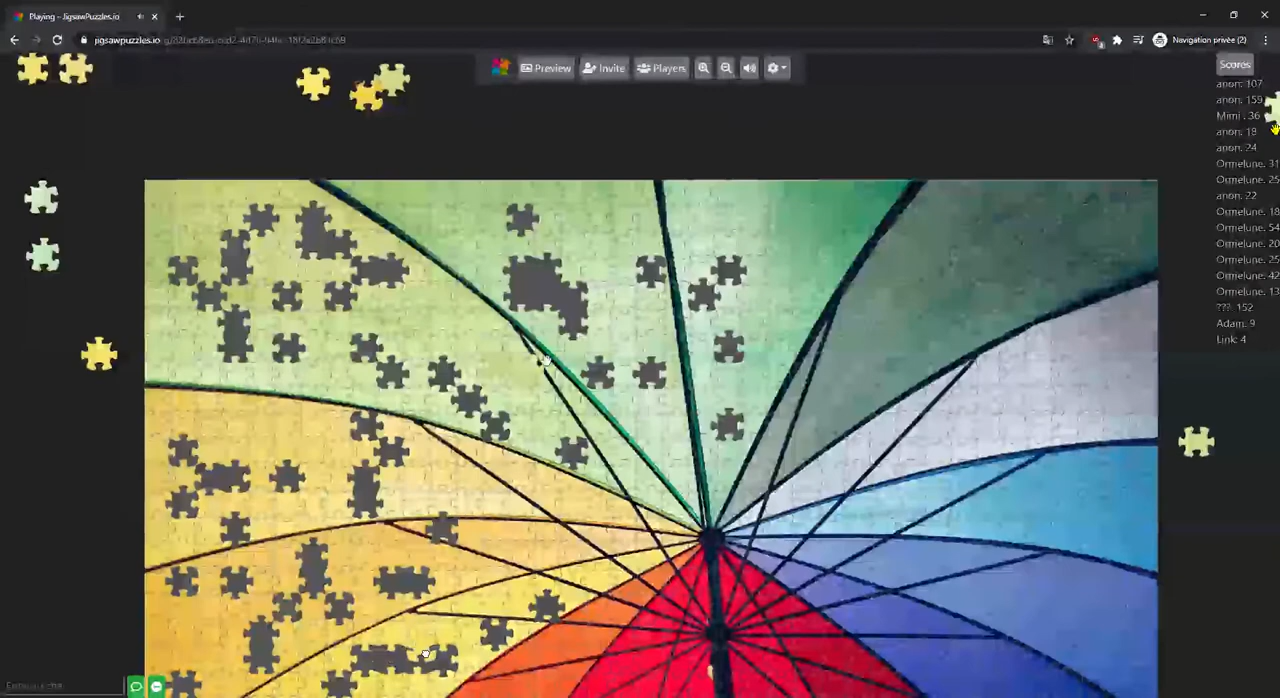 Playing - JigsawPuzzles.io
jigsawpuzzles.io
Navigation privée (2)
Preview
Invite
Players
Scores
anon: 107
anon: 159
Mimi : 36
anon: 18
anon: 24
Ormelune: 31
Ormelune: 25
anon: 22
Ormelune: 18
Ormelune: 54
Ormelune: 20
Ormelune: 25
Ormelune: 42
Ormelune: 13
???: 152
Adam: 9
Link: 4